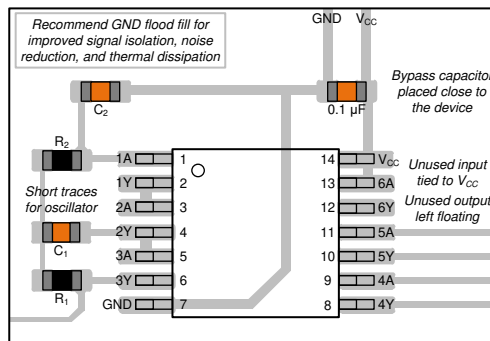 Recommend GND flood fill for
improved signal isolation, noise
reduction, and thermal dissipation
GND VCC
C2
0.1 µF
Bypass capacitor
placed close to
the device
R2
1A 1 14 VCC
1Y 2 13 6A
Unused input
tied to VCC
2A 3 12 6Y
Unused output
left floating
Short traces
for oscillator
2Y 4 11 5A
C1
3A 5 10 5Y
3Y 6 9 4A
R1
GND 7 8 4Y